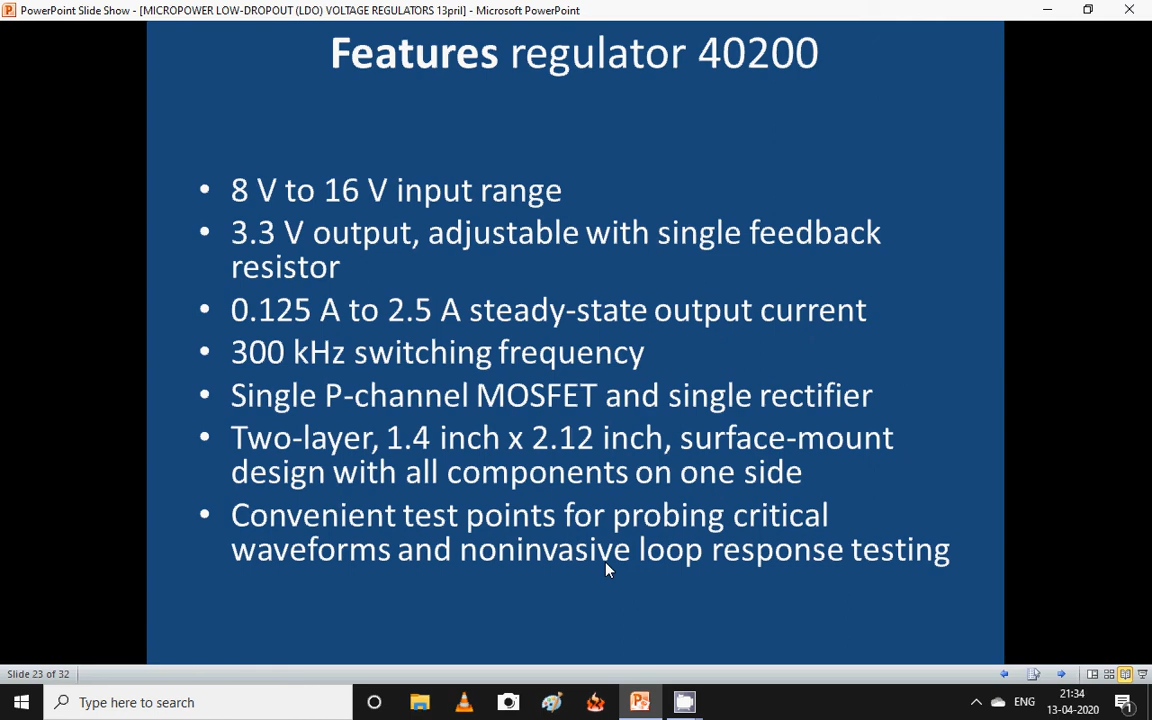 PowerPoint Slide Show - [MICROPOWER LOW-DROPOUT (LDO) VOLTAGE REGULATORS 13pril] - Microsoft PowerPoint
Features regulator 40200
• 8 V to 16 V input range
• 3.3 V output, adjustable with single feedback
resistor
• 0.125 A to 2.5 A steady-state output current
• 300 kHz switching frequency
• Single P-channel MOSFET and single rectifier
• Two-layer, 1.4 inch x 2.12 inch, surface-mount
design with all components on one side
• Convenient test points for probing critical
waveforms and noninvasive loop response testing
Slide 23 of 32
Type here to search
ENG
21:34
13-04-2020
1